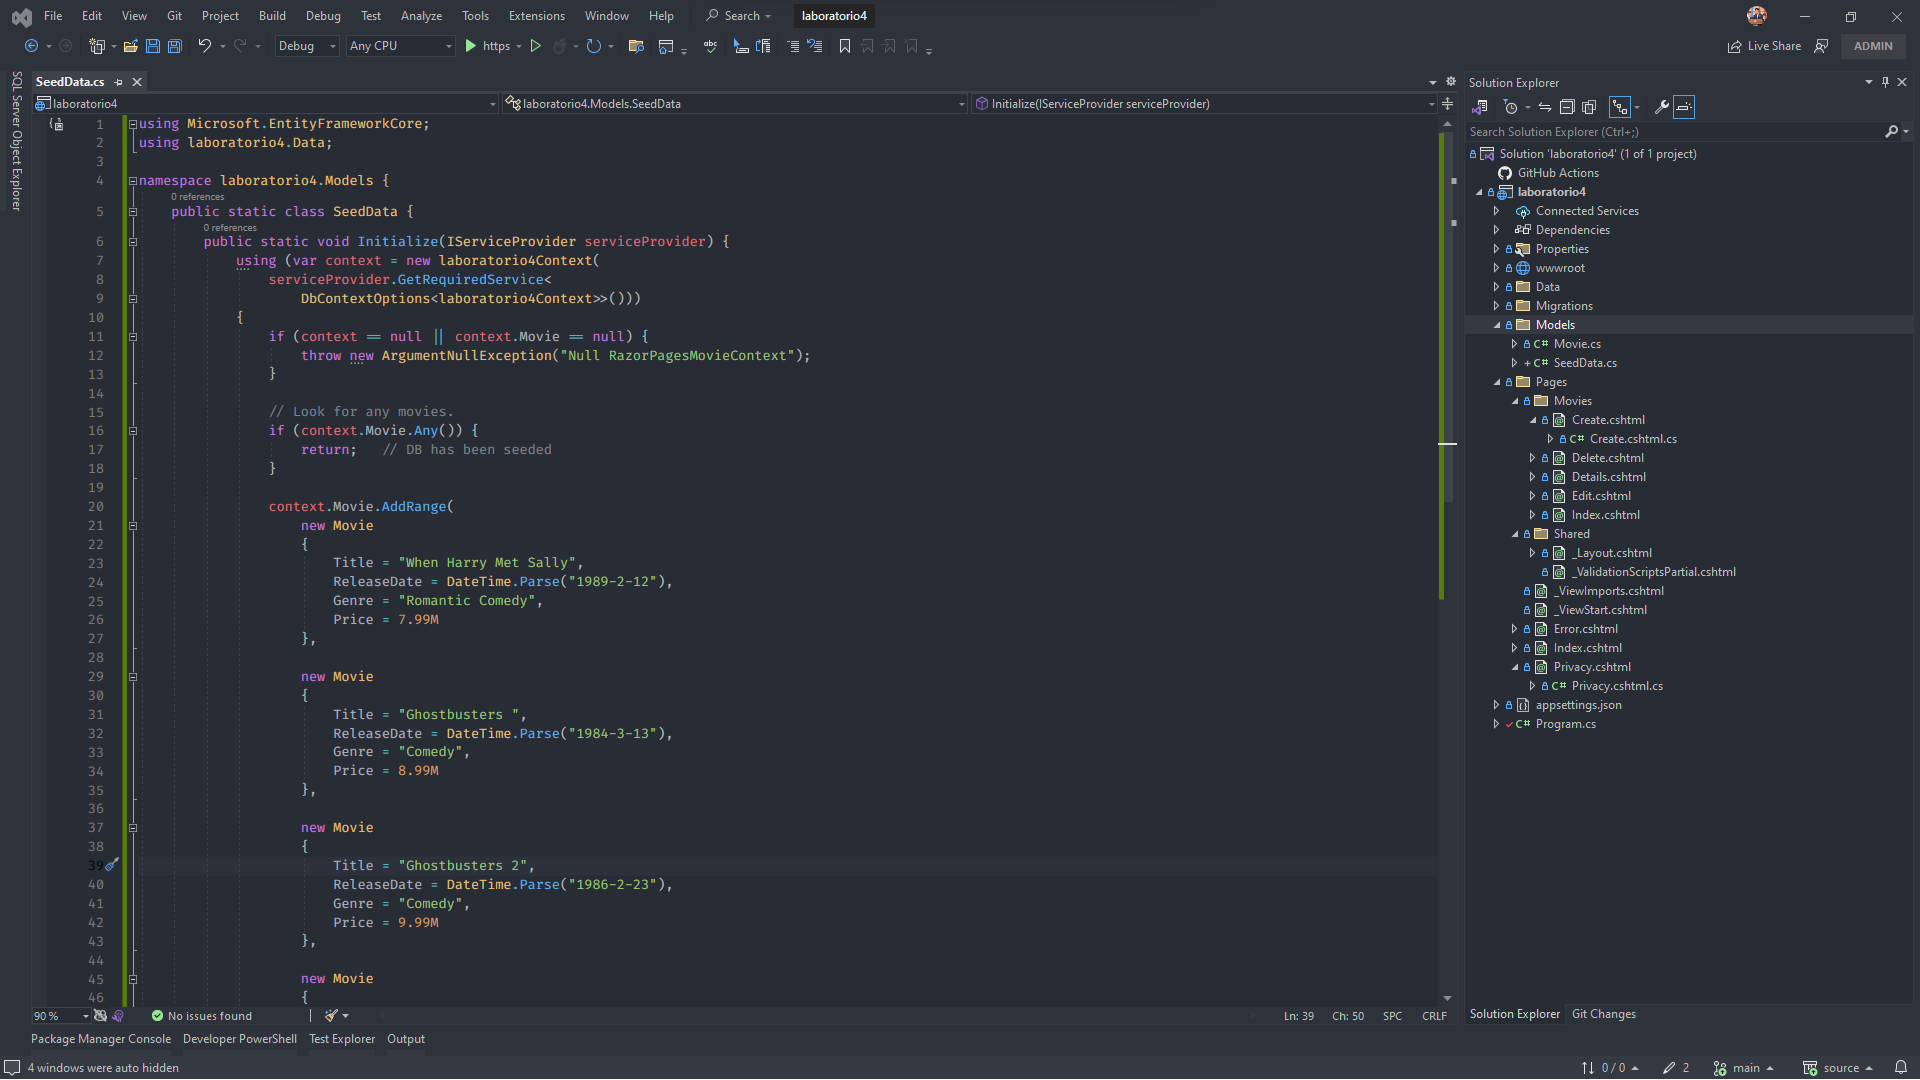 File Edit View Git Project Build Debug Test Analyze Tools Extensions Window Help Search laboratorio4
Debug Any CPU https Live Share ADMIN
SQL Server Object Explorer
SeedData.cs
laboratorio4 laboratorio4.Models.SeedData Initialize(IServiceProvider serviceProvider)
1 using Microsoft.EntityFrameworkCore;
2 using laboratorio4.Data;
3
4 namespace laboratorio4.Models {
0 references
5 public static class SeedData {
0 references
6 public static void Initialize(IServiceProvider serviceProvider) {
7 using (var context = new laboratorio4Context(
8 serviceProvider.GetRequiredService<
9 DbContextOptions<laboratorio4Context>>()))
10 {
11 if (context == null || context.Movie == null) {
12 throw new ArgumentNullException("Null RazorPagesMovieContext");
13 }
14
15 // Look for any movies.
16 if (context.Movie.Any()) {
17 return; // DB has been seeded
18 }
19
20 context.Movie.AddRange(
21 new Movie
22 {
23 Title = "When Harry Met Sally",
24 ReleaseDate = DateTime.Parse("1989-2-12"),
25 Genre = "Romantic Comedy",
26 Price = 7.99M
27 },
28
29 new Movie
30 {
31 Title = "Ghostbusters ",
32 ReleaseDate = DateTime.Parse("1984-3-13"),
33 Genre = "Comedy",
34 Price = 8.99M
35 },
36
37 new Movie
38 {
39 Title = "Ghostbusters 2",
40 ReleaseDate = DateTime.Parse("1986-2-23"),
41 Genre = "Comedy",
42 Price = 9.99M
43 },
44
45 new Movie
46 {
90 % No issues found Ln: 39 Ch: 50 SPC CRLF
Solution Explorer
Search Solution Explorer (Ctrl+;)
Solution 'laboratorio4' (1 of 1 project)
GitHub Actions
laboratorio4
Connected Services
Dependencies
Properties
wwwroot
Data
Migrations
Models
C# Movie.cs
+ C# SeedData.cs
Pages
Movies
Create.cshtml
C# Create.cshtml.cs
Delete.cshtml
Details.cshtml
Edit.cshtml
Index.cshtml
Shared
_Layout.cshtml
_ValidationScriptsPartial.cshtml
_ViewImports.cshtml
_ViewStart.cshtml
Error.cshtml
Index.cshtml
Privacy.cshtml
C# Privacy.cshtml.cs
appsettings.json
C# Program.cs
Solution Explorer Git Changes
Package Manager Console Developer PowerShell Test Explorer Output
4 windows were auto hidden 0 / 0 2 main source